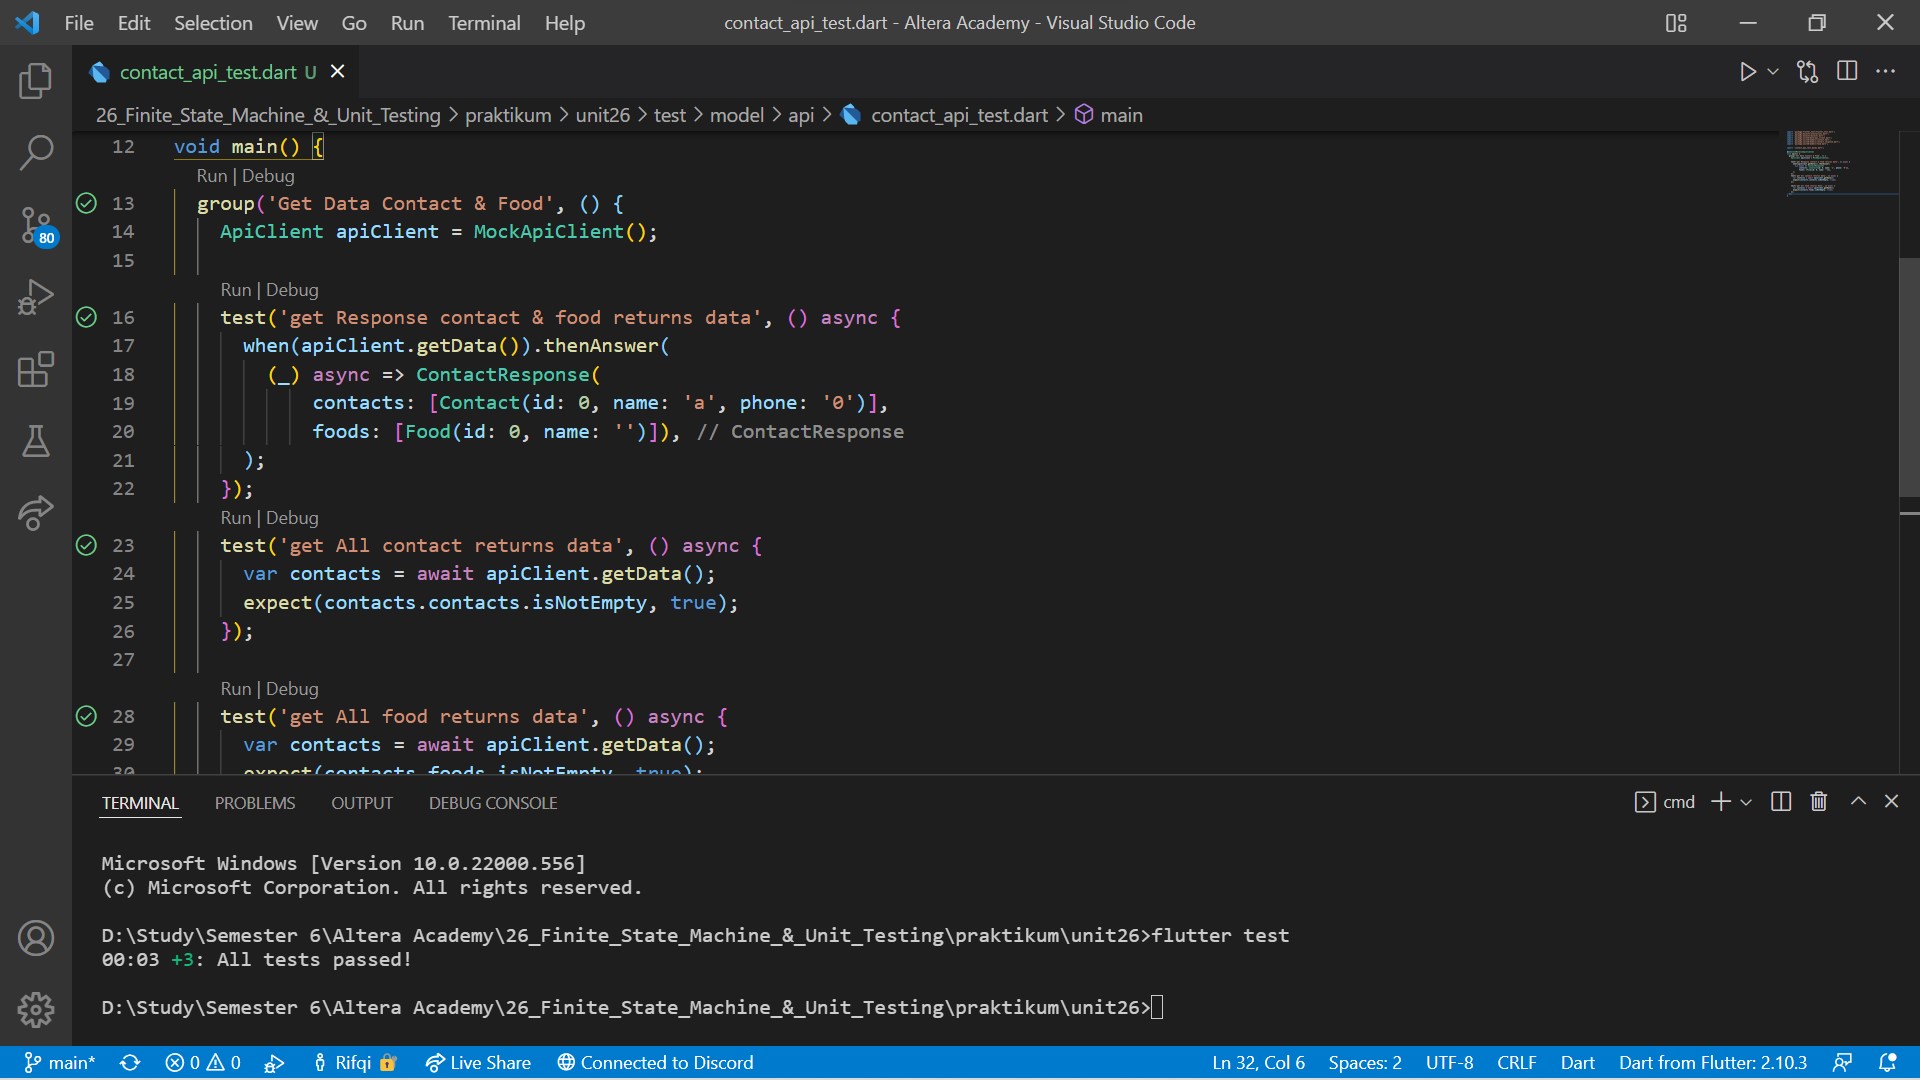 File Edit Selection View Go Run Terminal Help contact_api_test.dart - Altera Academy - Visual Studio Code
contact_api_test.dart U
26_Finite_State_Machine_&_Unit_Testing > praktikum > unit26 > test > model > api > contact_api_test.dart > main
12 void main() {
Run | Debug
13 group('Get Data Contact & Food', () {
14 ApiClient apiClient = MockApiClient();
15
Run | Debug
16 test('get Response contact & food returns data', () async {
17 when(apiClient.getData()).thenAnswer(
18 (_) async => ContactResponse(
19 contacts: [Contact(id: 0, name: 'a', phone: '0')],
20 foods: [Food(id: 0, name: '')]), // ContactResponse
21 );
22 });
Run | Debug
23 test('get All contact returns data', () async {
24 var contacts = await apiClient.getData();
25 expect(contacts.contacts.isNotEmpty, true);
26 });
27
Run | Debug
28 test('get All food returns data', () async {
29 var contacts = await apiClient.getData();
30 expect(contacts.foods.isNotEmpty, true);
80
TERMINAL PROBLEMS OUTPUT DEBUG CONSOLE cmd
Microsoft Windows [Version 10.0.22000.556]
(c) Microsoft Corporation. All rights reserved.
D:\Study\Semester 6\Altera Academy\26_Finite_State_Machine_&_Unit_Testing\praktikum\unit26>flutter test
00:03 +3: All tests passed!
D:\Study\Semester 6\Altera Academy\26_Finite_State_Machine_&_Unit_Testing\praktikum\unit26>
main* 0 0 Rifqi Live Share Connected to Discord Ln 32, Col 6 Spaces: 2 UTF-8 CRLF Dart Dart from Flutter: 2.10.3